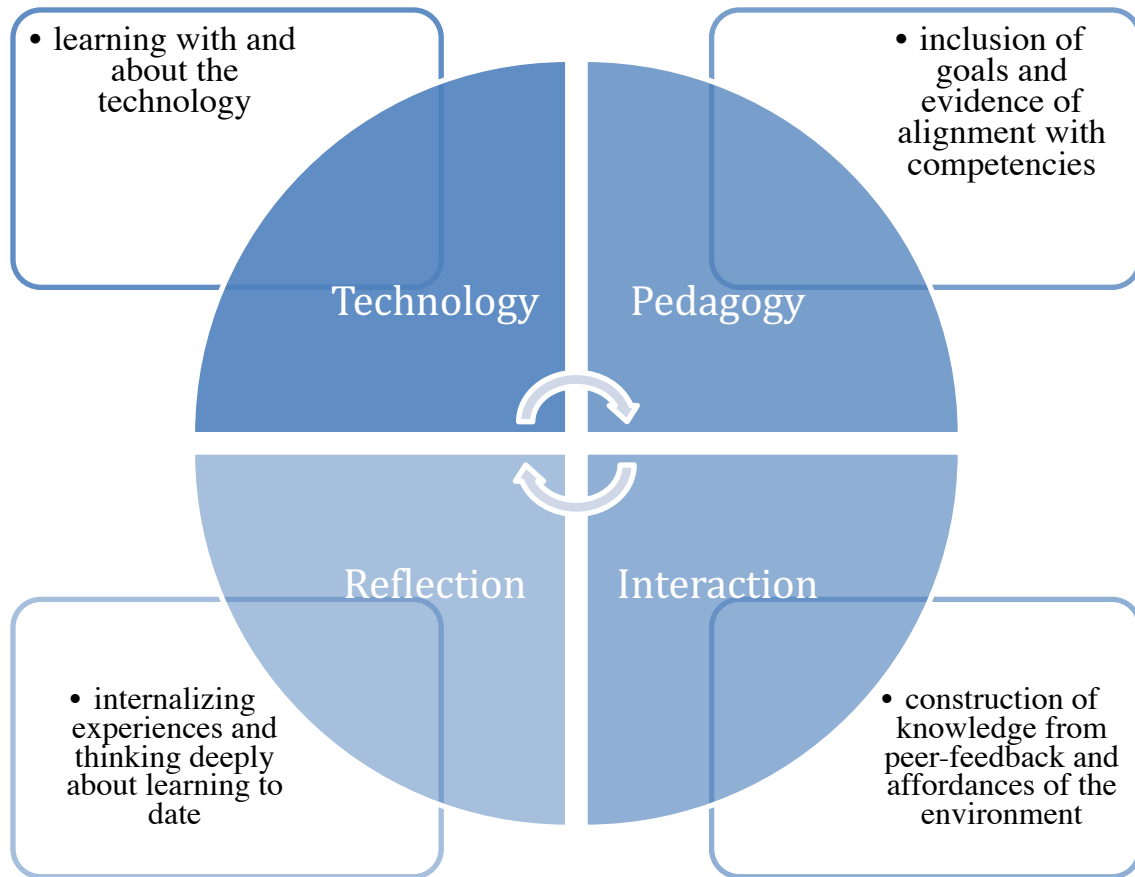 • learning with and
about the
technology
• inclusion of
goals and
evidence of
alignment with
competencies
Technology
Pedagogy
Reflection
Interaction
• internalizing
experiences and
thinking deeply
about learning to
date
• construction of
knowledge from
peer-feedback and
affordances of the
environment